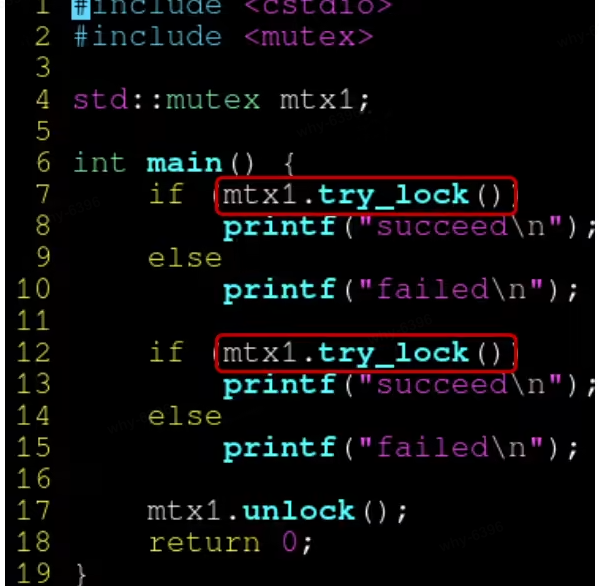 1 #include <cstdio>
2 #include <mutex>
3
4 std::mutex mtx1;
5
6 int main() {
7     if (mtx1.try_lock())
8         printf("succeed\n");
9     else
10         printf("failed\n");
11
12     if (mtx1.try_lock())
13         printf("succeed\n");
14     else
15         printf("failed\n");
16
17     mtx1.unlock();
18     return 0;
19 }
why-6396